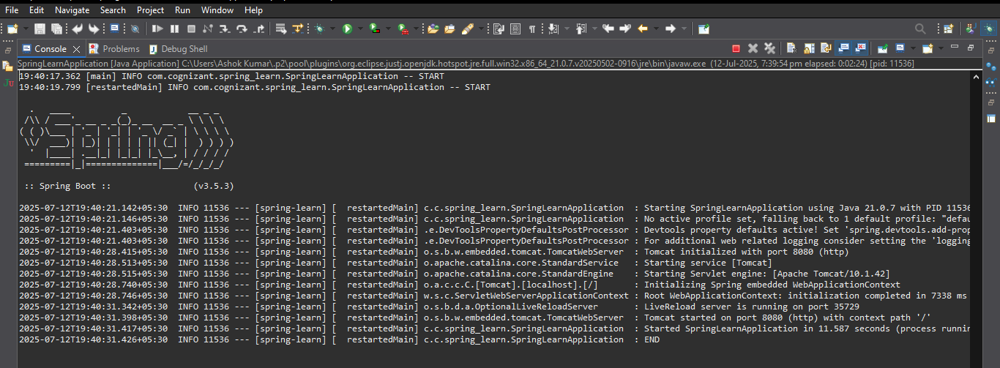 File Edit Navigate Search Project Run Window Help
Console Problems Debug Shell
SpringLearnApplication [Java Application] C:\Users\Ashok Kumar\.p2\pool\plugins\org.eclipse.justj.openjdk.hotspot.jre.full.win32.x86_64_21.0.7.v20250502-0916\jre\bin\javaw.exe (12-Jul-2025, 7:39:54 pm elapsed: 0:02:24) [pid: 11536]
19:40:17.362 [main] INFO com.cognizant.spring_learn.SpringLearnApplication -- START
19:40:19.799 [restartedMain] INFO com.cognizant.spring_learn.SpringLearnApplication -- START
Spring
:: Spring Boot :: (v3.5.3)
2025-07-12T19:40:21.142+05:30 INFO 11536 --- [spring-learn] [ restartedMain] c.c.spring_learn.SpringLearnApplication : Starting SpringLearnApplication using Java 21.0.7 with PID 11536
2025-07-12T19:40:21.146+05:30 INFO 11536 --- [spring-learn] [ restartedMain] c.c.spring_learn.SpringLearnApplication : No active profile set, falling back to 1 default profile: "defau
2025-07-12T19:40:21.403+05:30 INFO 11536 --- [spring-learn] [ restartedMain] .e.DevToolsPropertyDefaultsPostProcessor : Devtools property defaults active! Set 'spring.devtools.add-prop
2025-07-12T19:40:21.403+05:30 INFO 11536 --- [spring-learn] [ restartedMain] .e.DevToolsPropertyDefaultsPostProcessor : For additional web related logging consider setting the 'logging
2025-07-12T19:40:28.415+05:30 INFO 11536 --- [spring-learn] [ restartedMain] o.s.b.w.embedded.tomcat.TomcatWebServer : Tomcat initialized with port 8080 (http)
2025-07-12T19:40:28.513+05:30 INFO 11536 --- [spring-learn] [ restartedMain] o.apache.catalina.core.StandardService : Starting service [Tomcat]
2025-07-12T19:40:28.515+05:30 INFO 11536 --- [spring-learn] [ restartedMain] o.apache.catalina.core.StandardEngine : Starting Servlet engine: [Apache Tomcat/10.1.42]
2025-07-12T19:40:28.740+05:30 INFO 11536 --- [spring-learn] [ restartedMain] o.a.c.c.C.[Tomcat].[localhost].[/] : Initializing Spring embedded WebApplicationContext
2025-07-12T19:40:28.746+05:30 INFO 11536 --- [spring-learn] [ restartedMain] w.s.c.ServletWebServerApplicationContext : Root WebApplicationContext: initialization completed in 7338 ms
2025-07-12T19:40:31.342+05:30 INFO 11536 --- [spring-learn] [ restartedMain] o.s.b.d.a.OptionalLiveReloadServer : LiveReload server is running on port 35729
2025-07-12T19:40:31.398+05:30 INFO 11536 --- [spring-learn] [ restartedMain] o.s.b.w.embedded.tomcat.TomcatWebServer : Tomcat started on port 8080 (http) with context path '/'
2025-07-12T19:40:31.417+05:30 INFO 11536 --- [spring-learn] [ restartedMain] c.c.spring_learn.SpringLearnApplication : Started SpringLearnApplication in 11.587 seconds (process runnin
2025-07-12T19:40:31.426+05:30 INFO 11536 --- [spring-learn] [ restartedMain] c.c.spring_learn.SpringLearnApplication : END